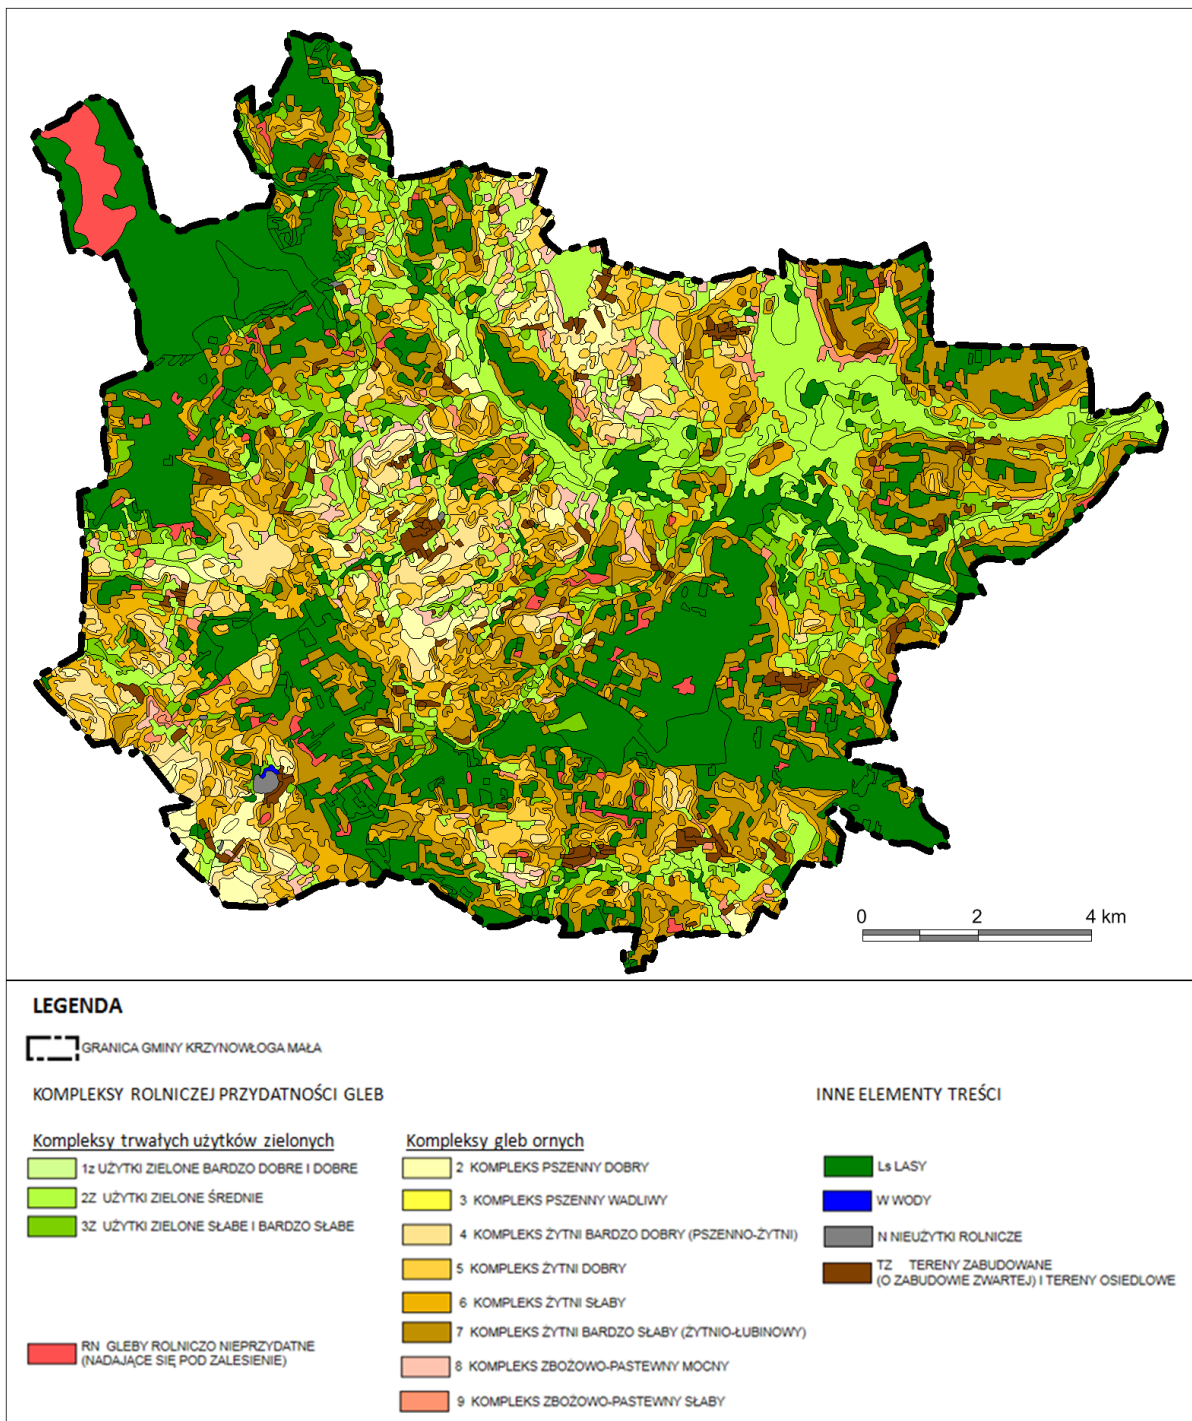 0 2 4 km
LEGENDA
GRANICA GMINY KRZYNOWŁOGA MAŁA
KOMPLEKSY ROLNICZEJ PRZYDATNOŚCI GLEB
Kompleksy trwałych użytków zielonych
1z UŻYTKI ZIELONE BARDZO DOBRE I DOBRE
2Z UŻYTKI ZIELONE ŚREDNIE
3Z UŻYTKI ZIELONE SŁABE I BARDZO SŁABE
RN GLEBY ROLNICZO NIEPRZYDATNE
(NADAJĄCE SIĘ POD ZALESIENIE)
Kompleksy gleb ornych
2 KOMPLEKS PSZENNY DOBRY
3 KOMPLEKS PSZENNY WADLIWY
4 KOMPLEKS ŻYTNI BARDZO DOBRY (PSZENNO-ŻYTNI)
5 KOMPLEKS ŻYTNI DOBRY
6 KOMPLEKS ŻYTNI SŁABY
7 KOMPLEKS ŻYTNI BARDZO SŁABY (ŻYTNIO-ŁUBINOWY)
8 KOMPLEKS ZBOŻOWO-PASTEWNY MOCNY
9 KOMPLEKS ZBOŻOWO-PASTEWNY SŁABY
INNE ELEMENTY TREŚCI
Ls LASY
W WODY
N NIEUŻYTKI ROLNICZE
TZ TERENY ZABUDOWANE
(O ZABUDOWIE ZWARTEJ) I TERENY OSIEDLOWE